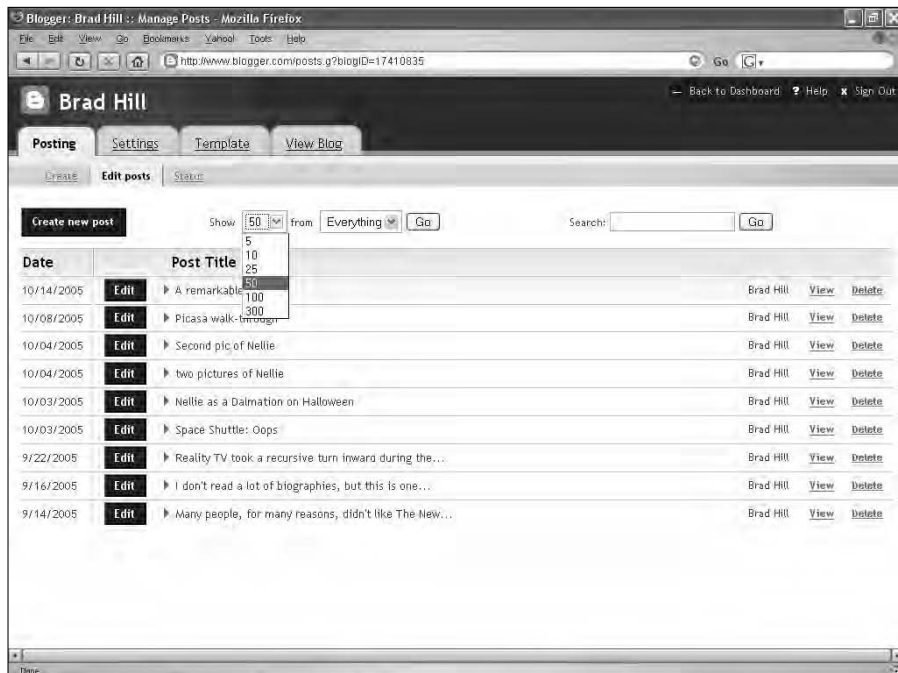 Blogger: Brad Hill :: Manage Posts - Mozilla Firefox
File Edit View Go Bookmarks Yahoo! Tools Help
http://www.blogger.com/posts.g?blogID=17410835 Go G
Brad Hill
Back to Dashboard ? Help x Sign Out
Posting Settings Template View Blog
Create Edit posts Status
Create new post Show 50 from Everything Go Search: Go
5
10
25
50
100
300
Date Post Title
10/14/2005 Edit A remarkable Brad Hill View Delete
10/08/2005 Edit Picasa walk-through Brad Hill View Delete
10/04/2005 Edit Second pic of Nellie Brad Hill View Delete
10/04/2005 Edit two pictures of Nellie Brad Hill View Delete
10/03/2005 Edit Nellie as a Dalmation on Halloween Brad Hill View Delete
10/03/2005 Edit Space Shuttle: Oops Brad Hill View Delete
9/22/2005 Edit Reality TV took a recursive turn inward during the... Brad Hill View Delete
9/16/2005 Edit I don't read a lot of biographies, but this is one... Brad Hill View Delete
9/14/2005 Edit Many people, for many reasons, didn't like The New... Brad Hill View Delete
Done